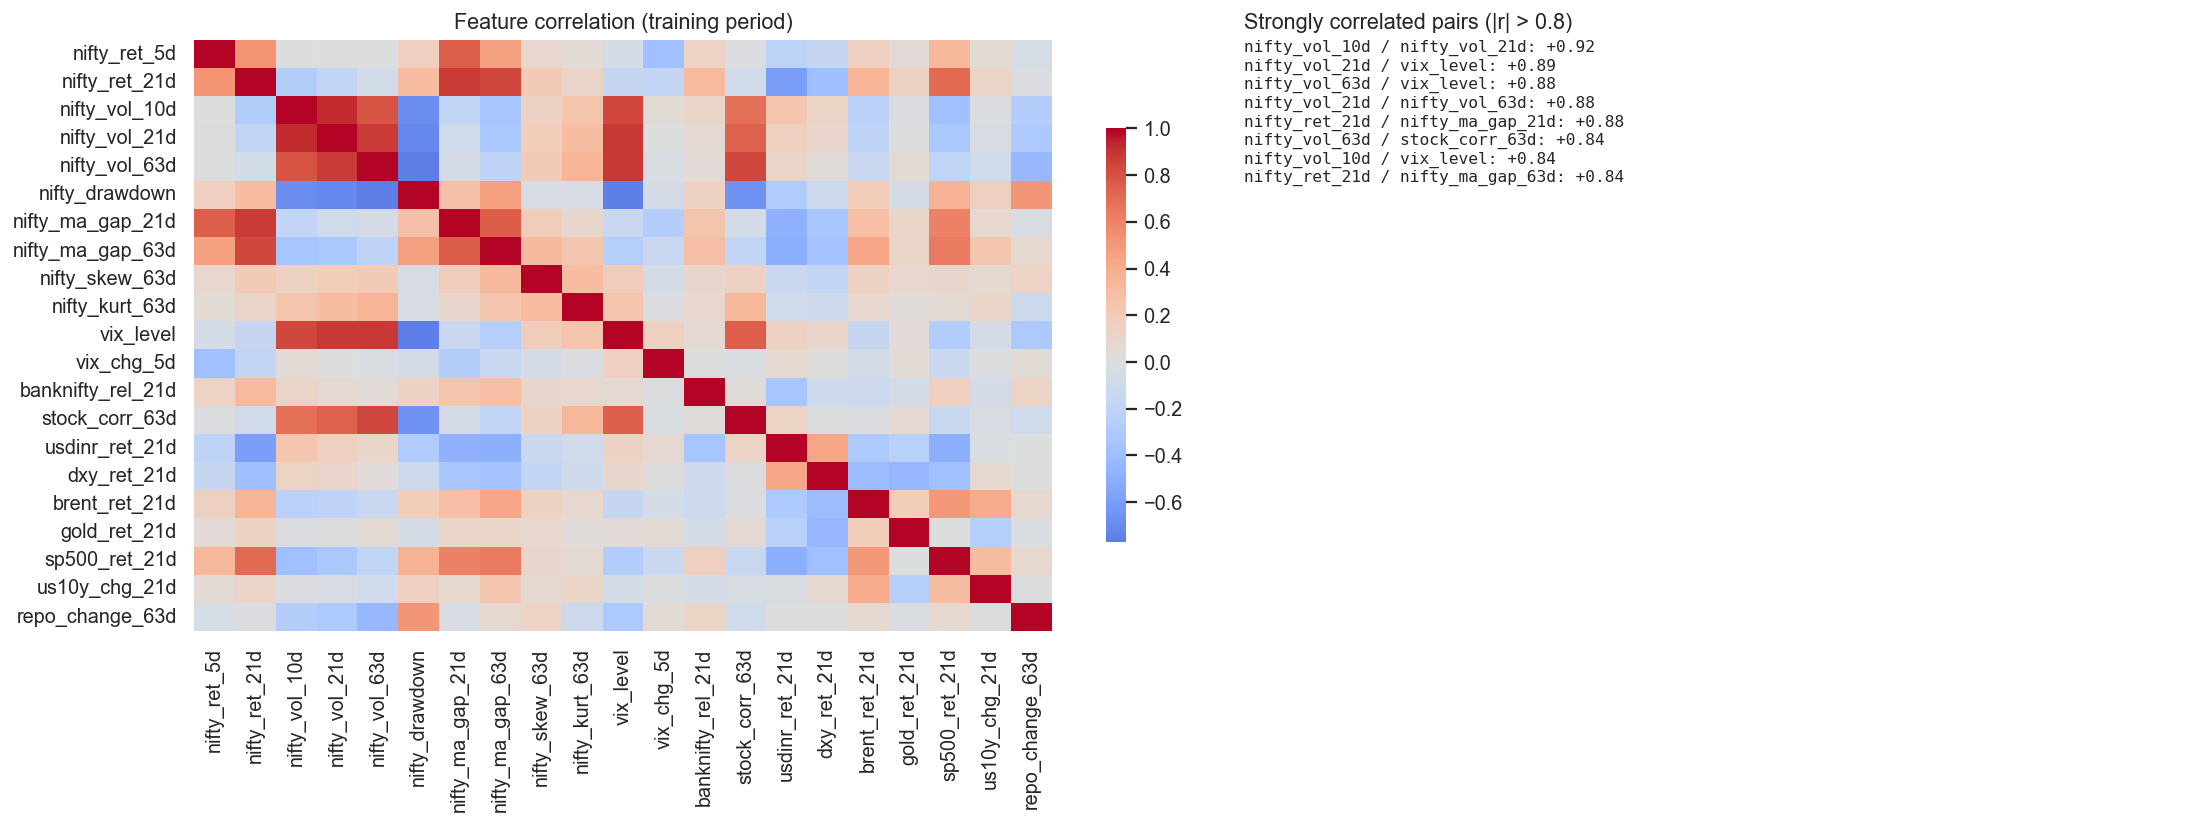 Feature correlation (training period)
nifty_ret_5d
nifty_ret_21d
nifty_vol_10d
nifty_vol_21d
nifty_vol_63d
nifty_drawdown
nifty_ma_gap_21d
nifty_ma_gap_63d
nifty_skew_63d
nifty_kurt_63d
vix_level
vix_chg_5d
banknifty_rel_21d
stock_corr_63d
usdinr_ret_21d
dxy_ret_21d
brent_ret_21d
gold_ret_21d
sp500_ret_21d
us10y_chg_21d
repo_change_63d
nifty_ret_5d
nifty_ret_21d
nifty_vol_10d
nifty_vol_21d
nifty_vol_63d
nifty_drawdown
nifty_ma_gap_21d
nifty_ma_gap_63d
nifty_skew_63d
nifty_kurt_63d
vix_level
vix_chg_5d
banknifty_rel_21d
stock_corr_63d
usdinr_ret_21d
dxy_ret_21d
brent_ret_21d
gold_ret_21d
sp500_ret_21d
us10y_chg_21d
repo_change_63d
1.0
0.8
0.6
0.4
0.2
0.0
−0.2
−0.4
−0.6
Strongly correlated pairs (|r| > 0.8)
nifty_vol_10d / nifty_vol_21d: +0.92
nifty_vol_21d / vix_level: +0.89
nifty_vol_63d / vix_level: +0.88
nifty_vol_21d / nifty_vol_63d: +0.88
nifty_ret_21d / nifty_ma_gap_21d: +0.88
nifty_vol_63d / stock_corr_63d: +0.84
nifty_vol_10d / vix_level: +0.84
nifty_ret_21d / nifty_ma_gap_63d: +0.84